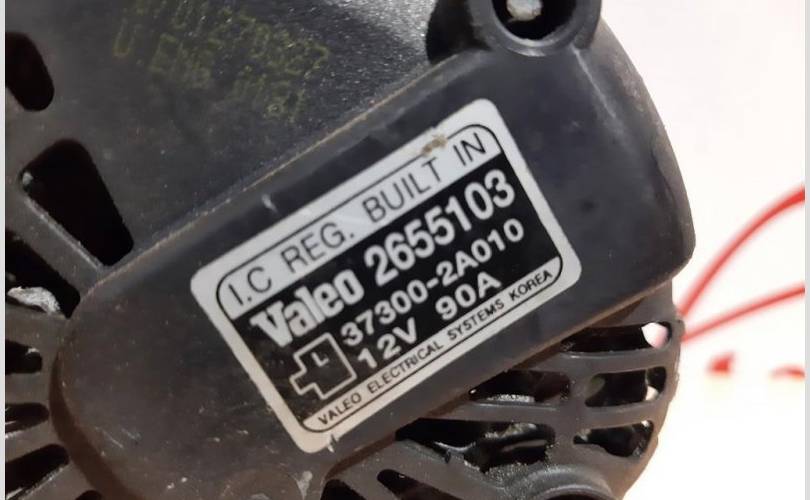 I.C REG. BUILT IN
Valeo 2655103
37300-2A010
12V 90A
L
VALEO ELECTRICAL SYSTEMS KOREA